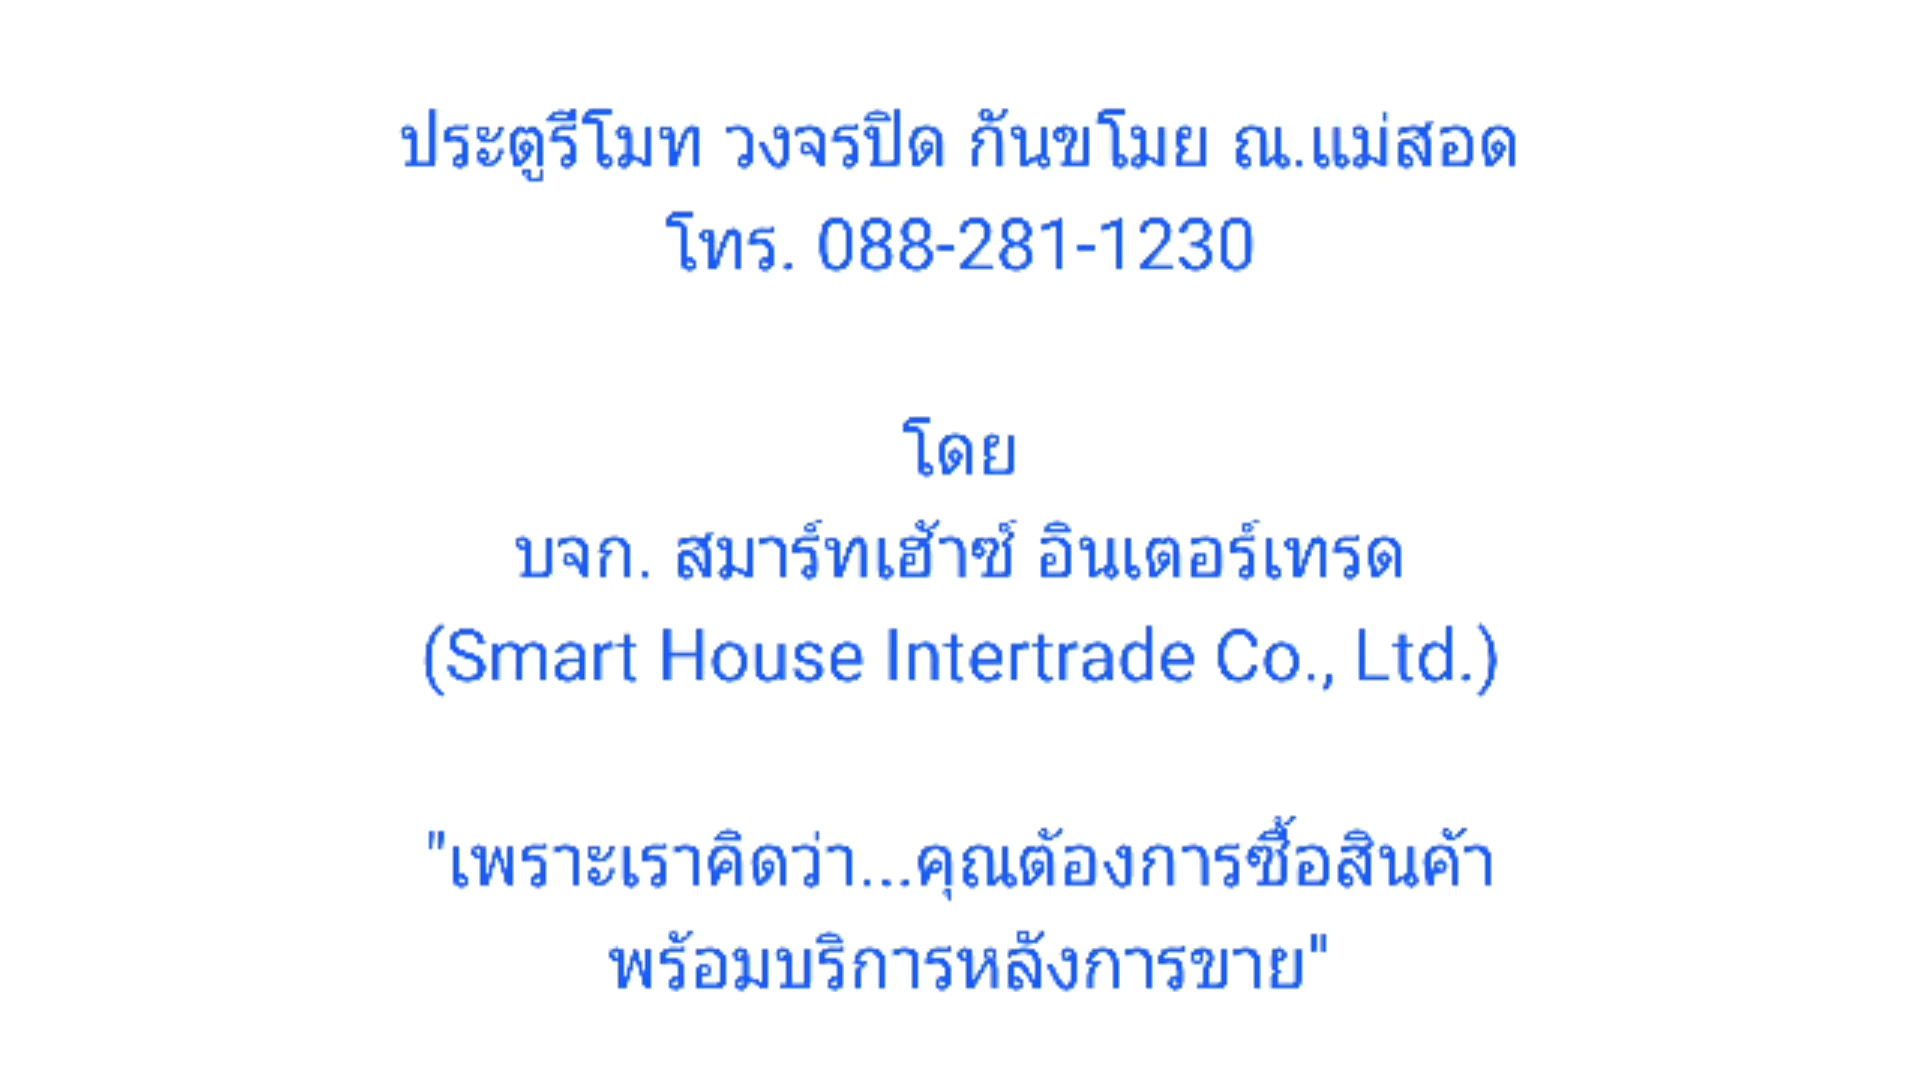 ประตูรีโมท วงจรปิด กันขโมย ณ.แม่สอด
โทร. 088-281-1230
โดย
บจก. สมาร์ทเฮ้าซ์ อินเตอร์เทรด
(Smart House Intertrade Co., Ltd.)
"เพราะเราคิดว่า...คุณต้องการซื้อสินค้า
พร้อมบริการหลังการขาย"